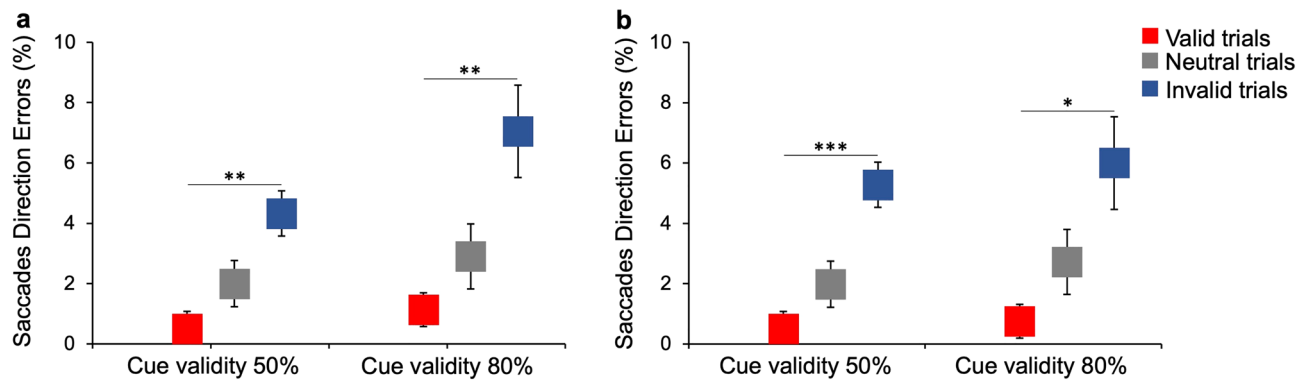 a
Saccades Direction Errors (%)
10
8
6
4
2
0
**
**
Cue validity 50%
Cue validity 80%
b
Saccades Direction Errors (%)
10
8
6
4
2
0
***
*
Cue validity 50%
Cue validity 80%
Valid trials
Neutral trials
Invalid trials